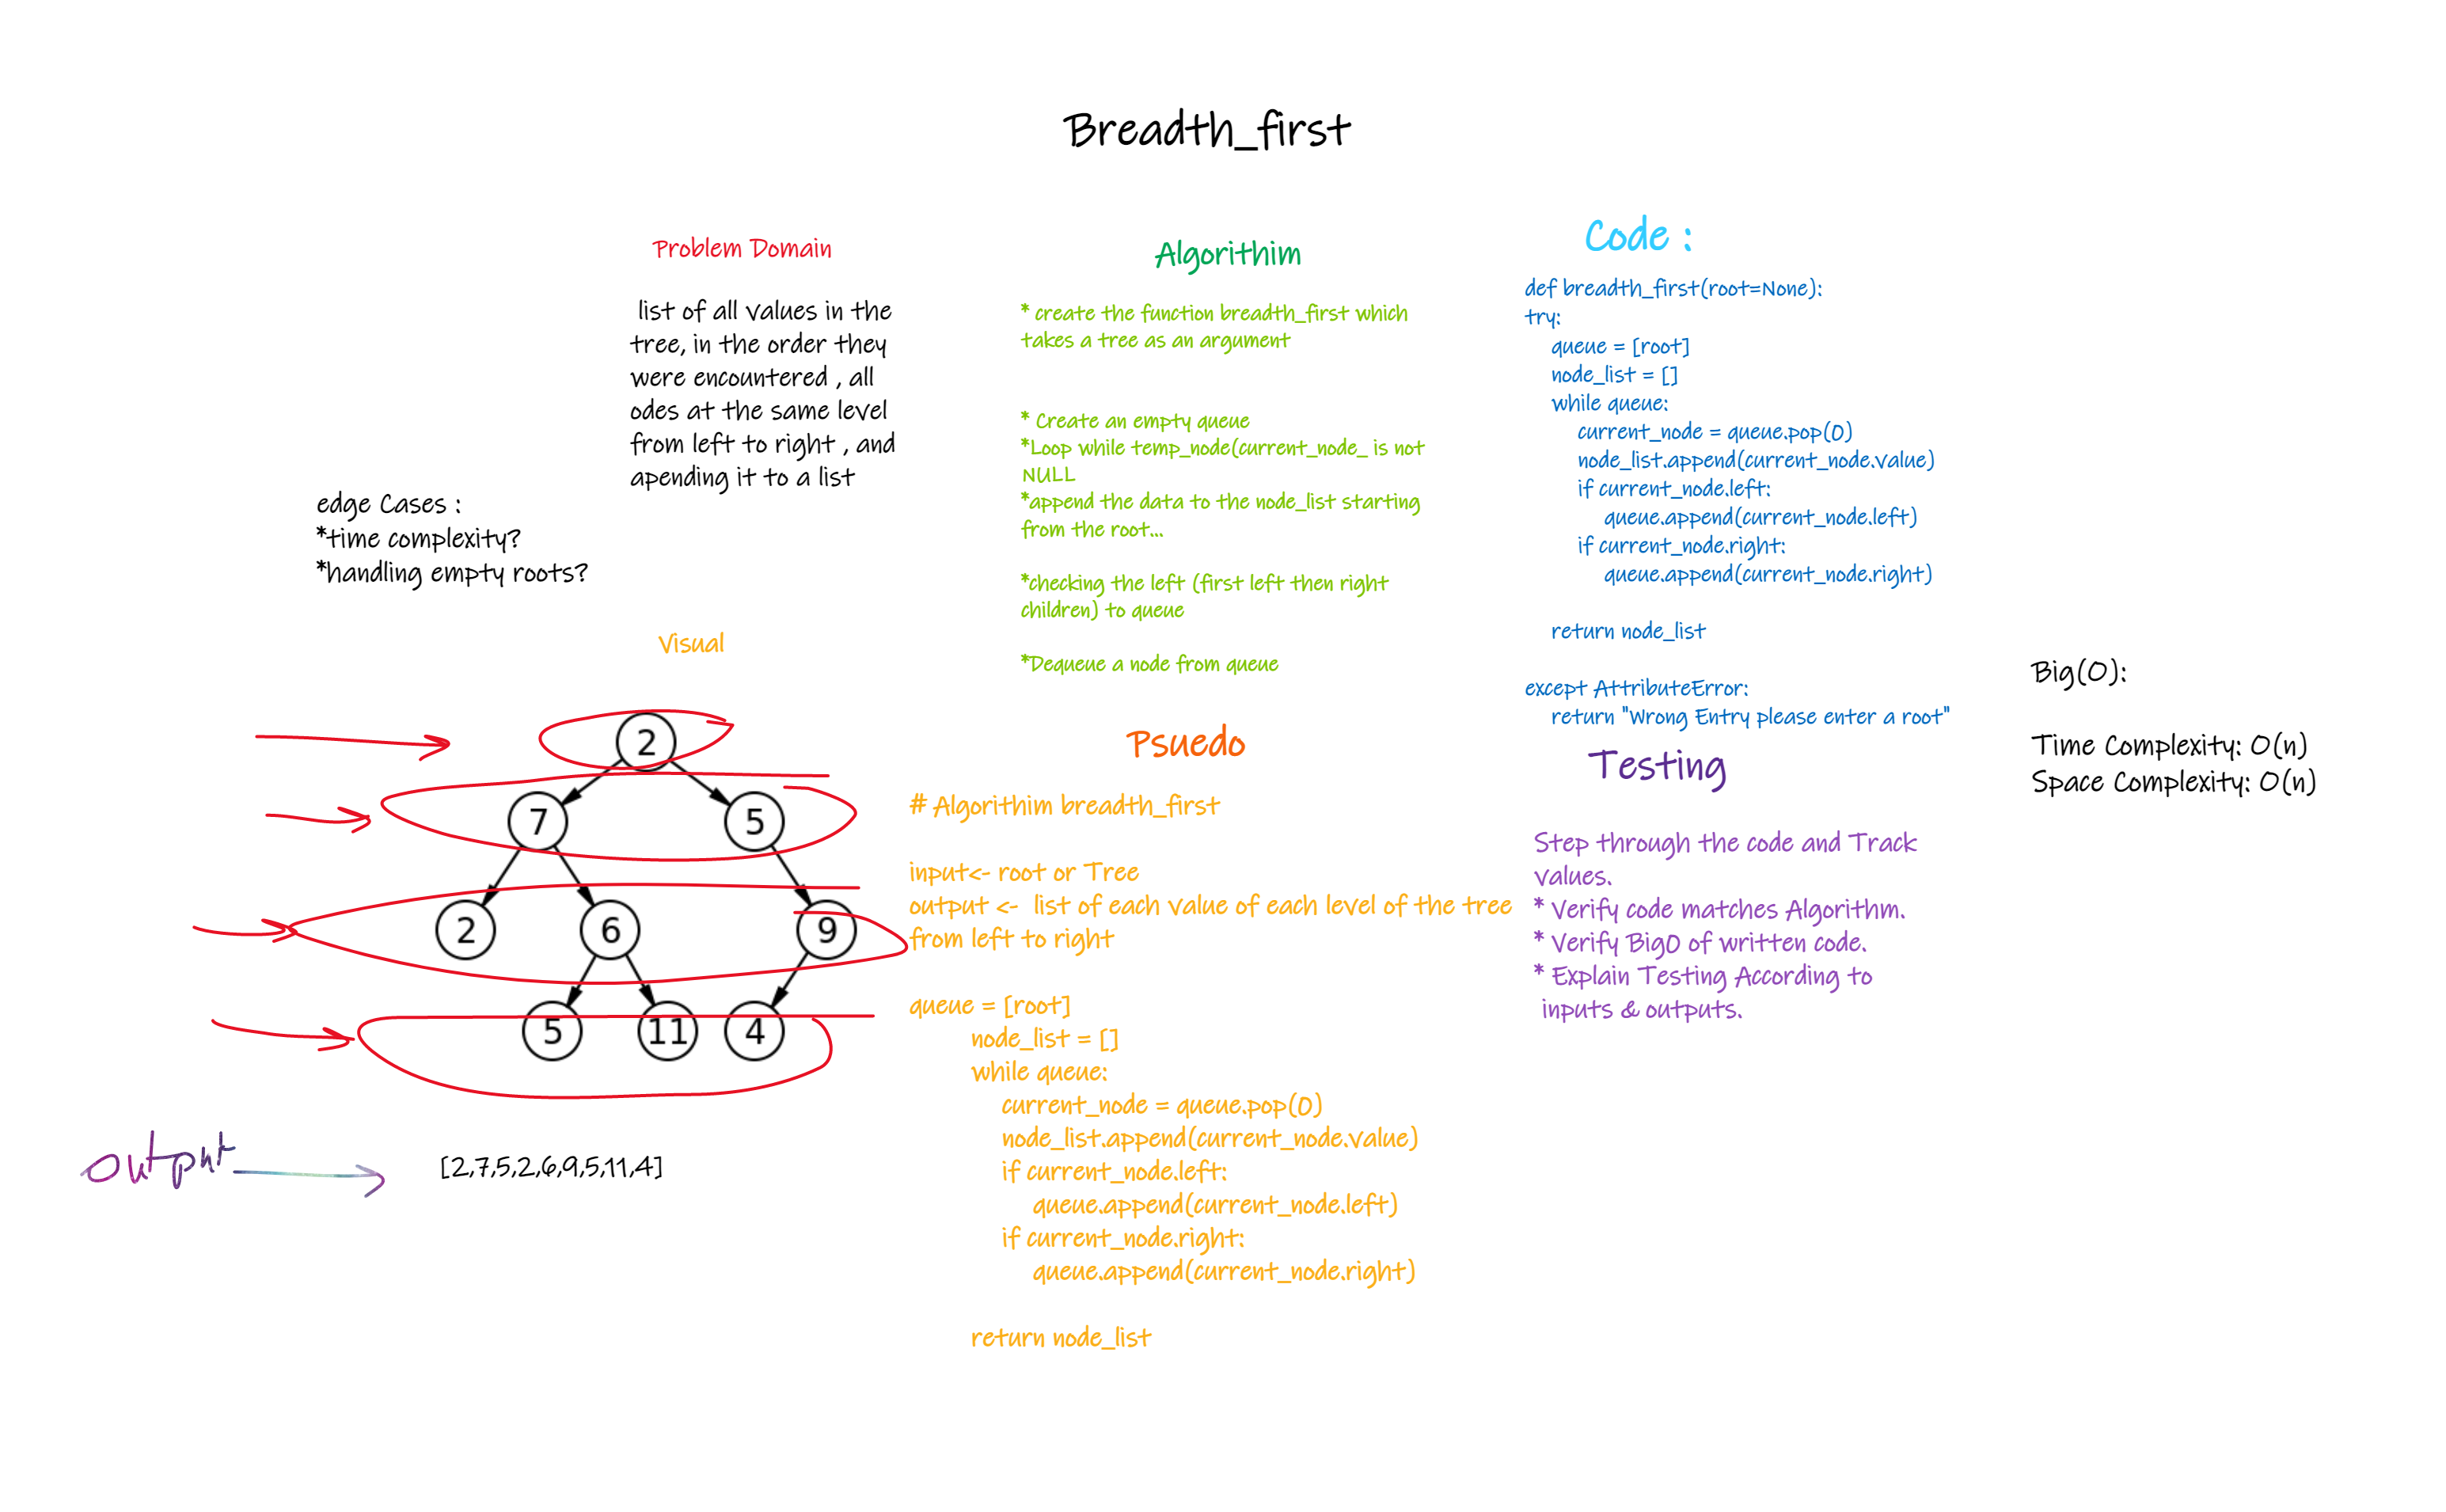 Breadth_first
Problem Domain
list of all values in the
tree, in the order they
were encountered , all
odes at the same level
from left to right , and
apending it to a list
edge Cases :
*time complexity?
*handling empty roots?
Visual
2
7
5
2
6
9
5
11
4
output
[2,7,5,2,6,9,5,11,4]
Algorithim
* create the function breadth_first which
takes a tree as an argument
* Create an empty queue
*Loop while temp_node(current_node_ is not
NULL
*append the data to the node_list starting
from the root...
*checking the left (first left then right
children) to queue
*Dequeue a node from queue
Psuedo
# Algorithim breadth_first
input<- root or Tree
output <-  list of each value of each level of the tree
from left to right
queue = [root]
node_list = []
while queue:
current_node = queue.pop(0)
node_list.append(current_node.value)
if current_node.left:
queue.append(current_node.left)
if current_node.right:
queue.append(current_node.right)
return node_list
Code :
def breadth_first(root=None):
try:
queue = [root]
node_list = []
while queue:
current_node = queue.pop(0)
node_list.append(current_node.value)
if current_node.left:
queue.append(current_node.left)
if current_node.right:
queue.append(current_node.right)
return node_list
except AttributeError:
return "Wrong Entry please enter a root"
Testing
Step through the code and Track
values.
* Verify code matches Algorithm.
* Verify BigO of written code.
* Explain Testing According to
inputs & outputs.
Big(O):
Time Complexity: O(n)
Space Complexity: O(n)